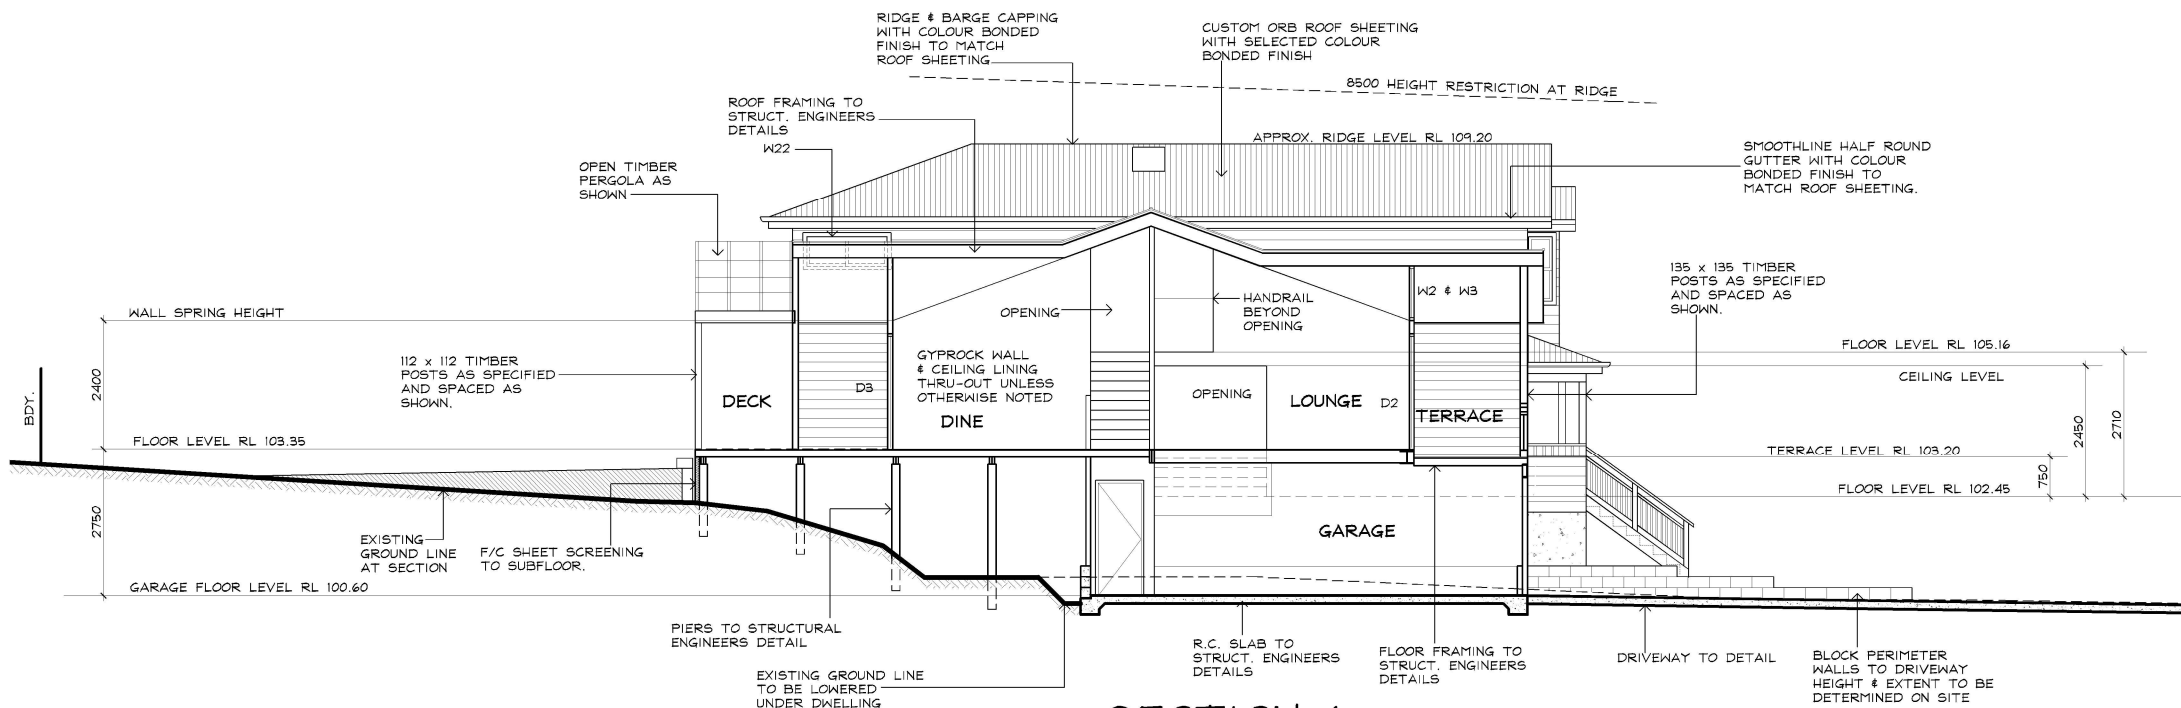 RIDGE & BARGE CAPPING
WITH COLOUR BONDED
FINISH TO MATCH
ROOF SHEETING
CUSTOM ORB ROOF SHEETING
WITH SELECTED COLOUR
BONDED FINISH
8500 HEIGHT RESTRICTION AT RIDGE
ROOF FRAMING TO
STRUCT. ENGINEERS
DETAILS
W22
APPROX. RIDGE LEVEL RL 109.20
SMOOTHLINE HALF ROUND
GUTTER WITH COLOUR
BONDED FINISH TO
MATCH ROOF SHEETING.
OPEN TIMBER
PERGOLA AS
SHOWN
135 x 135 TIMBER
POSTS AS SPECIFIED
AND SPACED AS
SHOWN.
W2 & W3
HANDRAIL
BEYOND
OPENING
OPENING
WALL SPRING HEIGHT
FLOOR LEVEL RL 105.16
CEILING LEVEL
112 x 112 TIMBER
POSTS AS SPECIFIED
AND SPACED AS
SHOWN.
GYPROCK WALL
& CEILING LINING
THRU-OUT UNLESS
OTHERWISE NOTED
BDY.
2400
DECK
D3
DINE
OPENING
LOUNGE
D2
TERRACE
2450
2710
FLOOR LEVEL RL 103.35
TERRACE LEVEL RL 103.20
750
FLOOR LEVEL RL 102.45
2750
GARAGE
EXISTING
GROUND LINE
AT SECTION
F/C SHEET SCREENING
TO SUBFLOOR.
GARAGE FLOOR LEVEL RL 100.60
PIERS TO STRUCTURAL
ENGINEERS DETAIL
EXISTING GROUND LINE
TO BE LOWERED
UNDER DWELLING
R.C. SLAB TO
STRUCT. ENGINEERS
DETAILS
FLOOR FRAMING TO
STRUCT. ENGINEERS
DETAILS
DRIVEWAY TO DETAIL
BLOCK PERIMETER
WALLS TO DRIVEWAY
HEIGHT & EXTENT TO BE
DETERMINED ON SITE